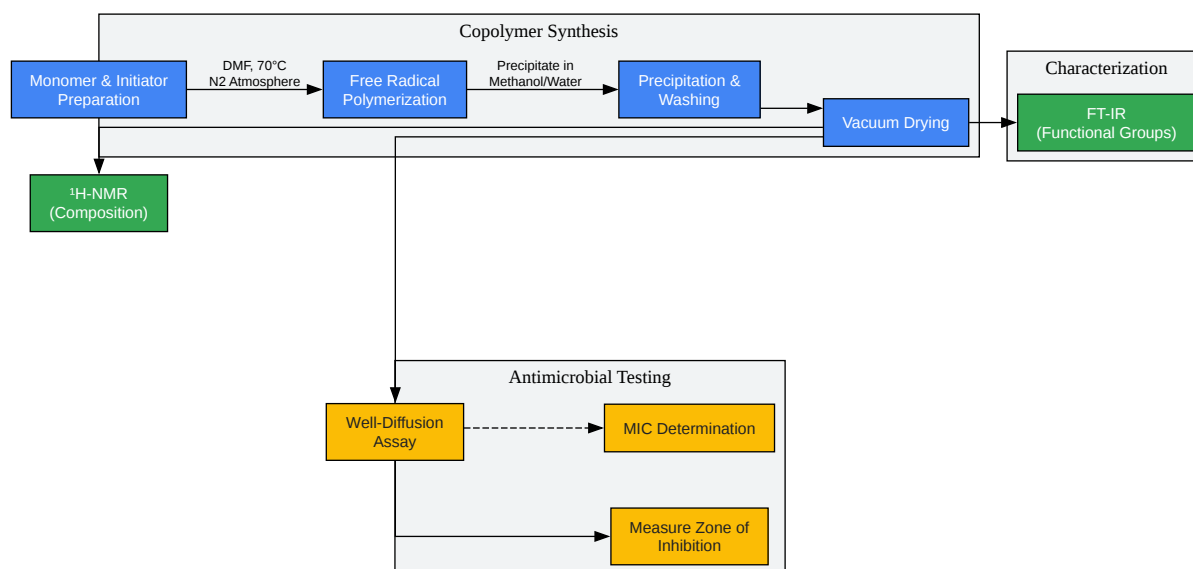 Copolymer Synthesis
Monomer & Initiator
Preparation
DMF, 70°C
N2 Atmosphere
Free Radical
Polymerization
Precipitate in
Methanol/Water
Precipitation &
Washing
Vacuum Drying
Characterization
FT-IR
(Functional Groups)
¹H-NMR
(Composition)
Antimicrobial Testing
Well-Diffusion
Assay
MIC Determination
Measure Zone of
Inhibition